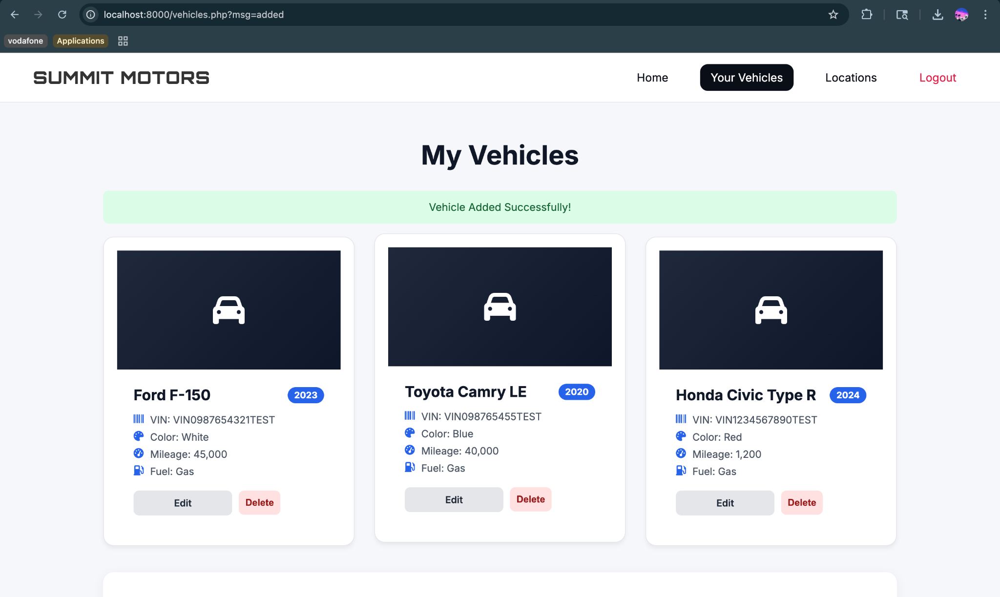 localhost:8000/vehicles.php?msg=added
vodafone
Applications
SUMMIT MOTORS
Home
Your Vehicles
Locations
Logout
My Vehicles
Vehicle Added Successfully!
Ford F-150
2023
VIN: VIN0987654321TEST
Color: White
Mileage: 45,000
Fuel: Gas
Edit
Delete
Toyota Camry LE
2020
VIN: VIN098765455TEST
Color: Blue
Mileage: 40,000
Fuel: Gas
Edit
Delete
Honda Civic Type R
2024
VIN: VIN1234567890TEST
Color: Red
Mileage: 1,200
Fuel: Gas
Edit
Delete